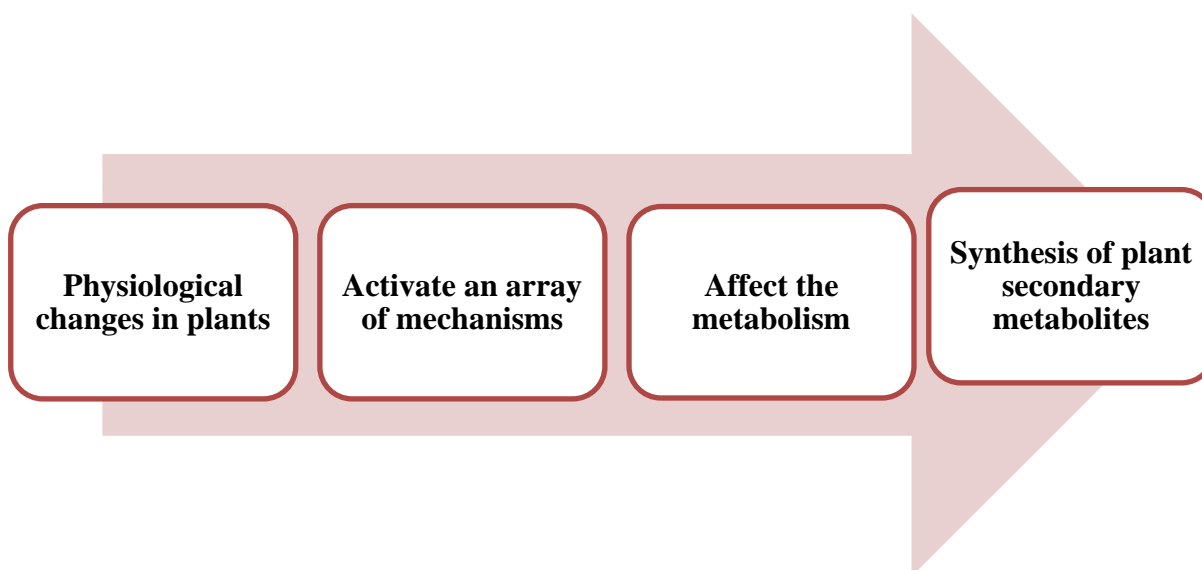 Physiological
changes in plants
Activate an array
of mechanisms
Affect the
metabolism
Synthesis of plant
secondary
metabolites